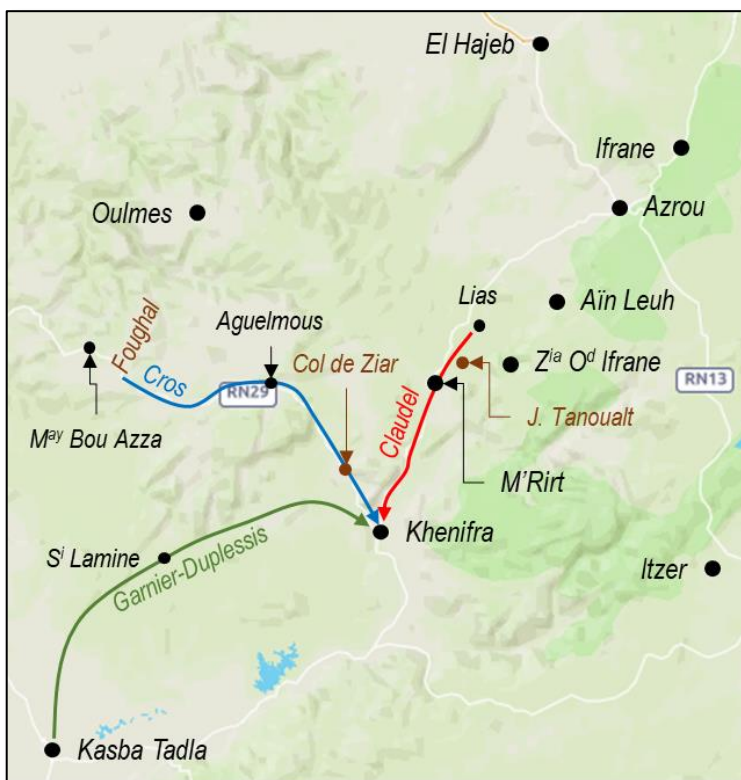 El Hajeb
Ifrane
Oulmes
Azrou
Lias
Aïn Leuh
Foughal
Aguelmous
Col de Ziar
Zia Od Ifrane
Cros
RN29
RN13
Claudel
J. Tanoualt
May Bou Azza
M'Rirt
Khenifra
Si Lamine
Garnier-Duplessis
Itzer
Kasba Tadla